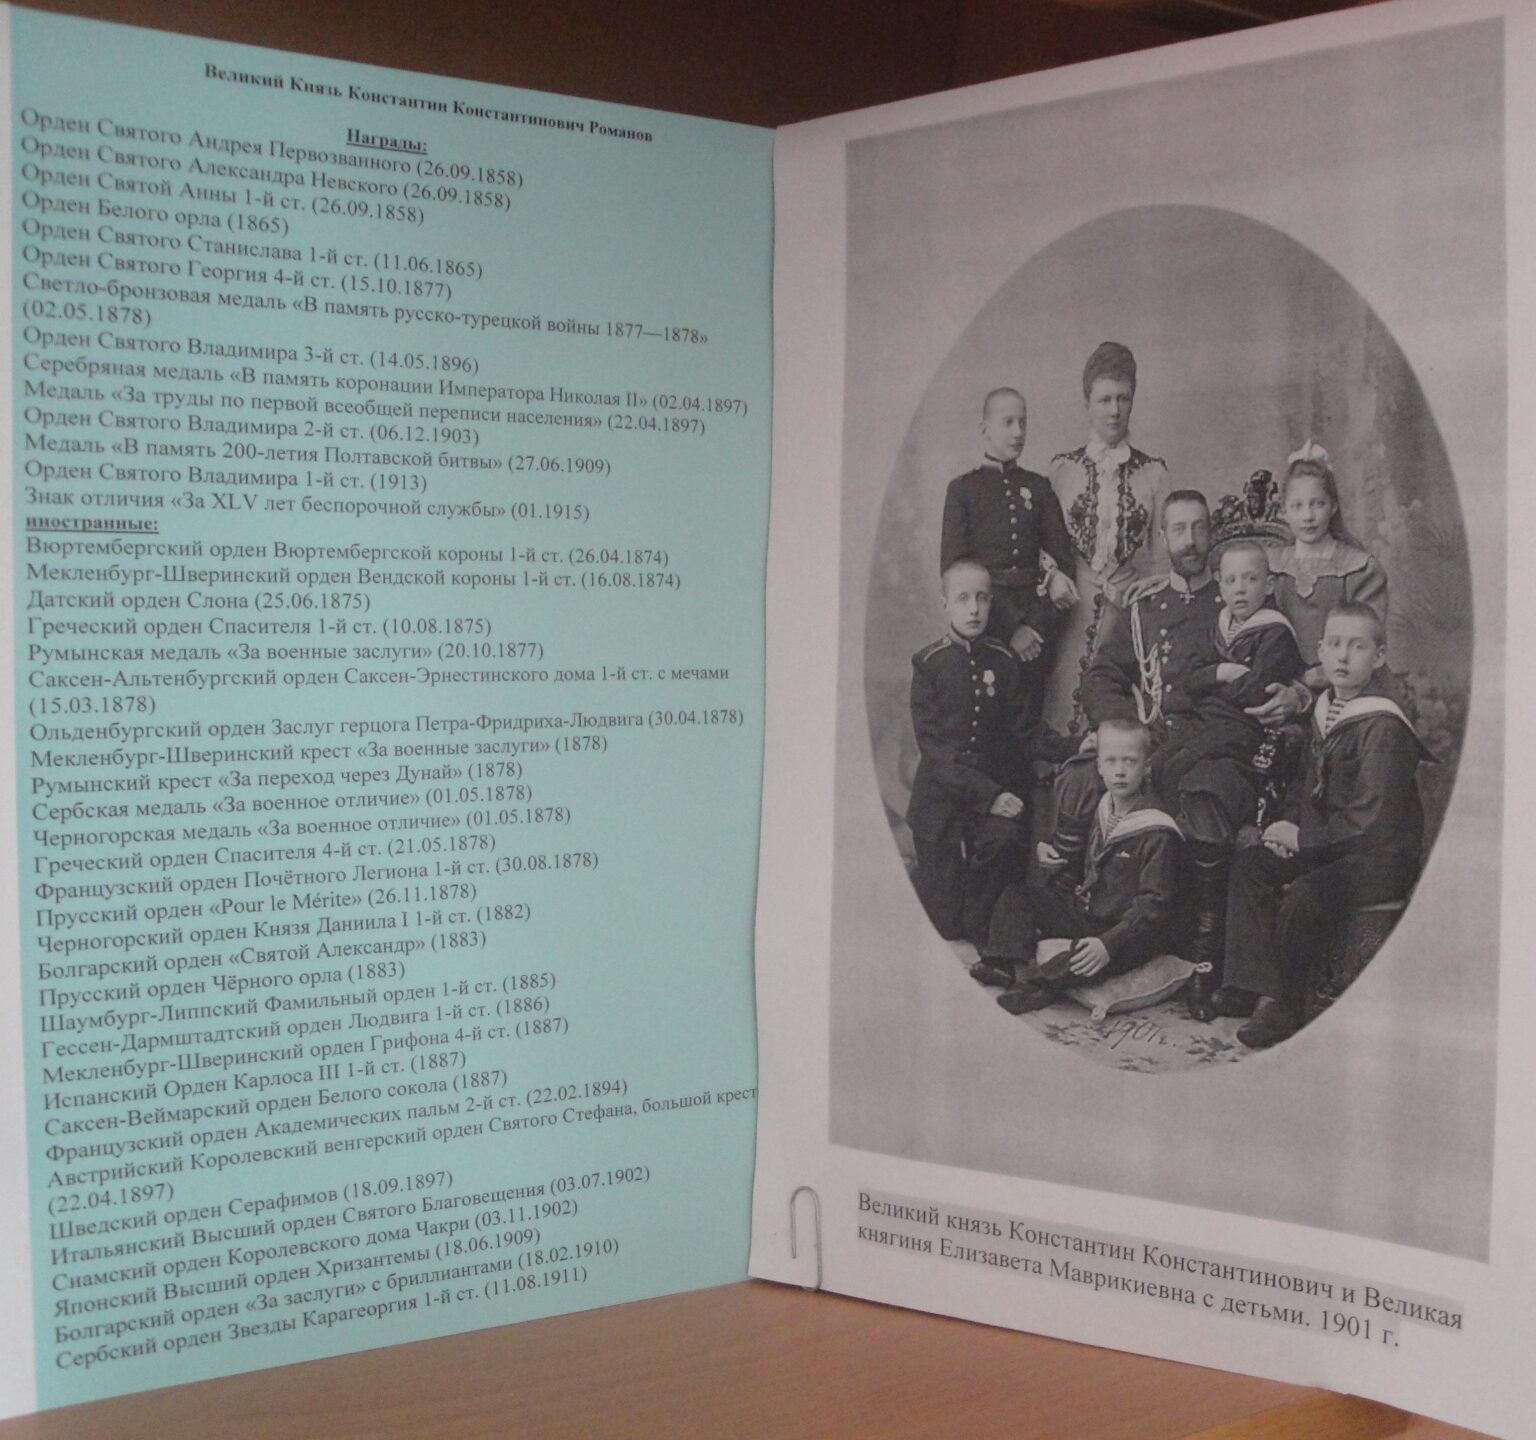 Великий Князь Константин Константинович Романов
Награды:
Орден Святого Андрея Первозванного (26.09.1858)
Орден Святого Александра Невского (26.09.1858)
Орден Святой Анны 1-й ст. (26.09.1858)
Орден Белого орла (1865)
Орден Святого Станислава 1-й ст. (11.06.1865)
Орден Святого Георгия 4-й ст. (15.10.1877)
Светло-бронзовая медаль «В память русско-турецкой войны 1877—1878»
(02.05.1878)
Орден Святого Владимира 3-й ст. (14.05.1896)
Серебряная медаль «В память коронации Императора Николая II» (02.04.1897)
Медаль «За труды по первой всеобщей переписи населения» (22.04.1897)
Орден Святого Владимира 2-й ст. (06.12.1903)
Медаль «В память 200-летия Полтавской битвы» (27.06.1909)
Орден Святого Владимира 1-й ст. (1913)
Знак отличия «За XLV лет беспорочной службы» (01.1915)
иностранные:
Вюртембергский орден Вюртембергской короны 1-й ст. (26.04.1874)
Мекленбург-Шверинский орден Вендской короны 1-й ст. (16.08.1874)
Датский орден Слона (25.06.1875)
Греческий орден Спасителя 1-й ст. (10.08.1875)
Румынская медаль «За военные заслуги» (20.10.1877)
Саксен-Альтенбургский орден Саксен-Эрнестинского дома 1-й ст. с мечами
(15.03.1878)
Ольденбургский орден Заслуг герцога Петра-Фридриха-Людвига (30.04.1878)
Мекленбург-Шверинский крест «За военные заслуги» (1878)
Румынский крест «За переход через Дунай» (1878)
Сербская медаль «За военное отличие» (01.05.1878)
Черногорская медаль «За военное отличие» (01.05.1878)
Греческий орден Спасителя 4-й ст. (21.05.1878)
Французский орден Почётного Легиона 1-й ст. (30.08.1878)
Прусский орден «Pour le Mérite» (26.11.1878)
Черногорский орден Князя Даниила I 1-й ст. (1882)
Болгарский орден «Святой Александр» (1883)
Прусский орден Чёрного орла (1883)
Шаумбург-Липпский Фамильный орден 1-й ст. (1885)
Гессен-Дармштадтский орден Людвига 1-й ст. (1886)
Мекленбург-Шверинский орден Грифона 4-й ст. (1887)
Испанский Орден Карлоса III 1-й ст. (1887)
Саксен-Веймарский орден Белого сокола (1887)
Французский орден Академических пальм 2-й ст. (22.02.1894)
Австрийский Королевский венгерский орден Святого Стефана, большой крест
(22.04.1897)
Шведский орден Серафимов (18.09.1897)
Итальянский Высший орден Святого Благовещения (03.07.1902)
Сиамский орден Королевского дома Чакри (03.11.1902)
Японский Высший орден Хризантемы (18.06.1909)
Болгарский орден «За заслуги» с бриллиантами (18.02.1910)
Сербский орден Звезды Карагеоргия 1-й ст. (11.08.1911)
1901 г.
Великий князь Константин Константинович и Великая
княгиня Елизавета Маврикиевна с детьми. 1901 г.